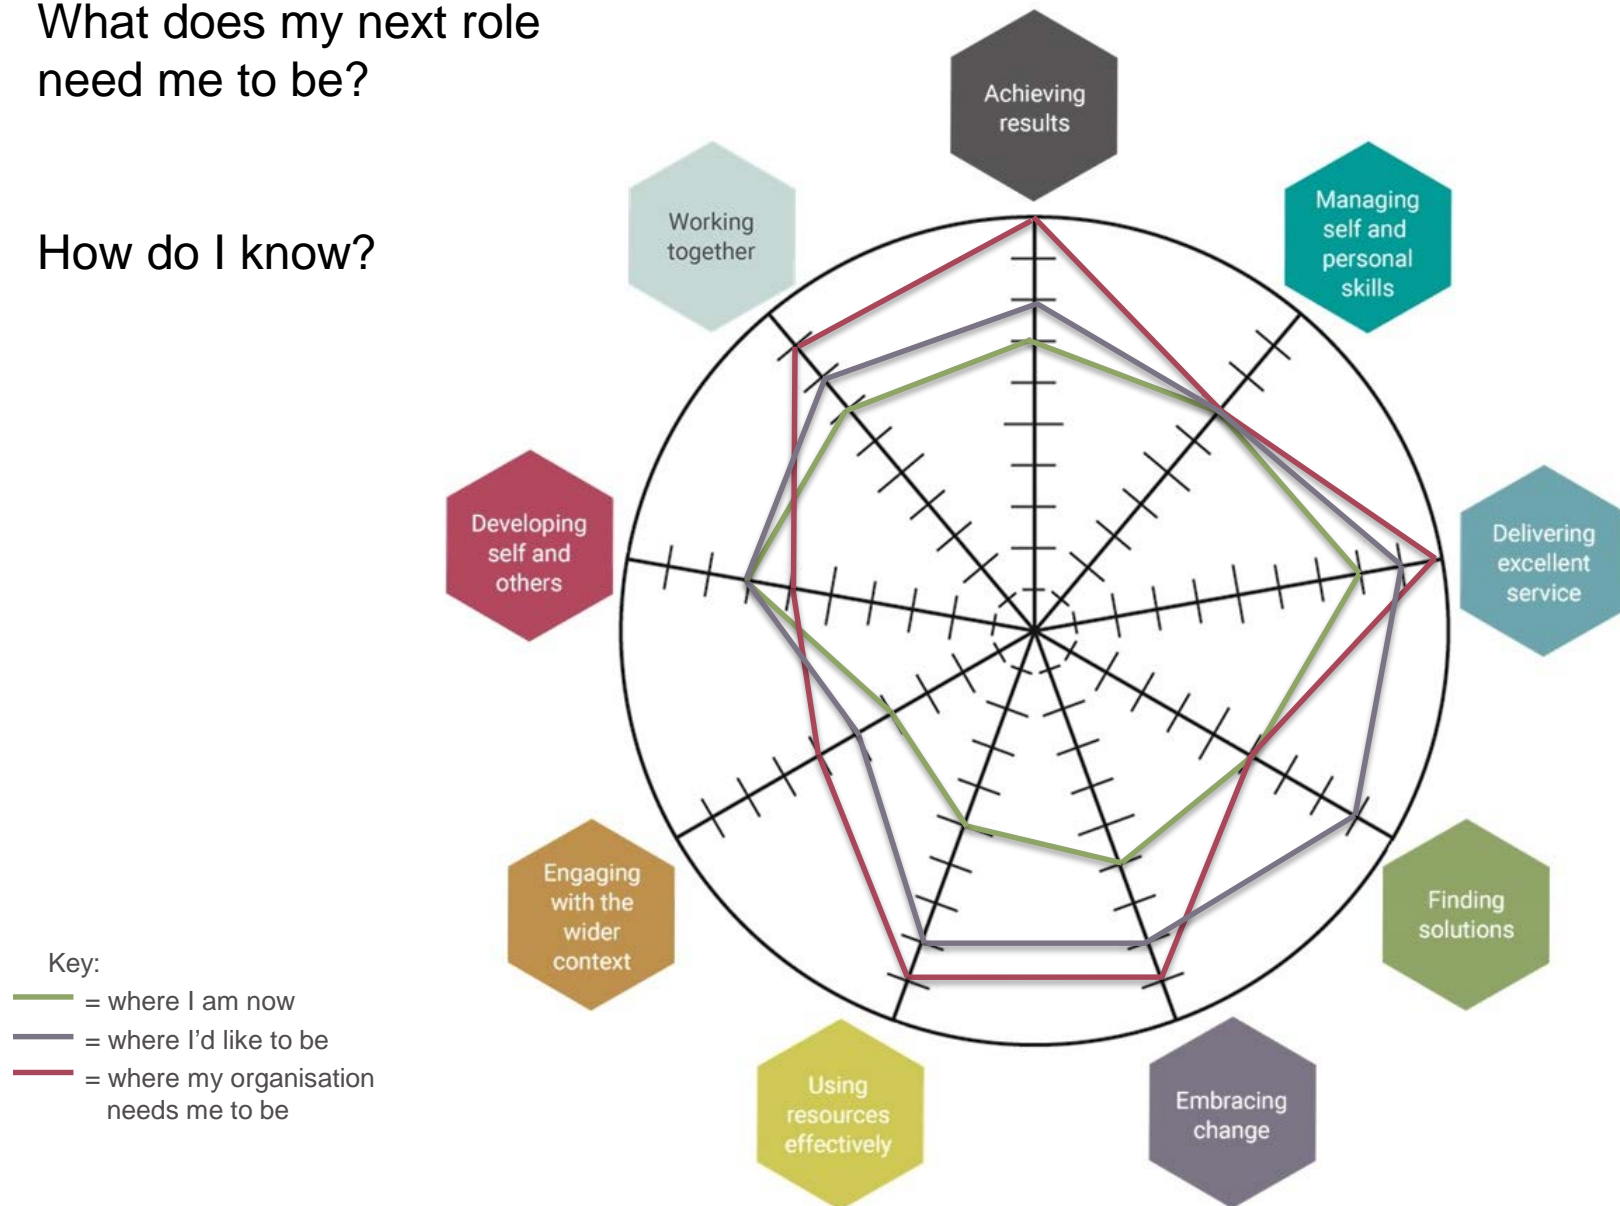 What does my next role
need me to be?
How do I know?
Achieving
results
Managing
self and
personal
skills
Delivering
excellent
service
Finding
solutions
Embracing
change
Using
resources
effectively
Engaging
with the
wider
context
Developing
self and
others
Working
together
Key:
= where I am now
= where I’d like to be
= where my organisation
needs me to be